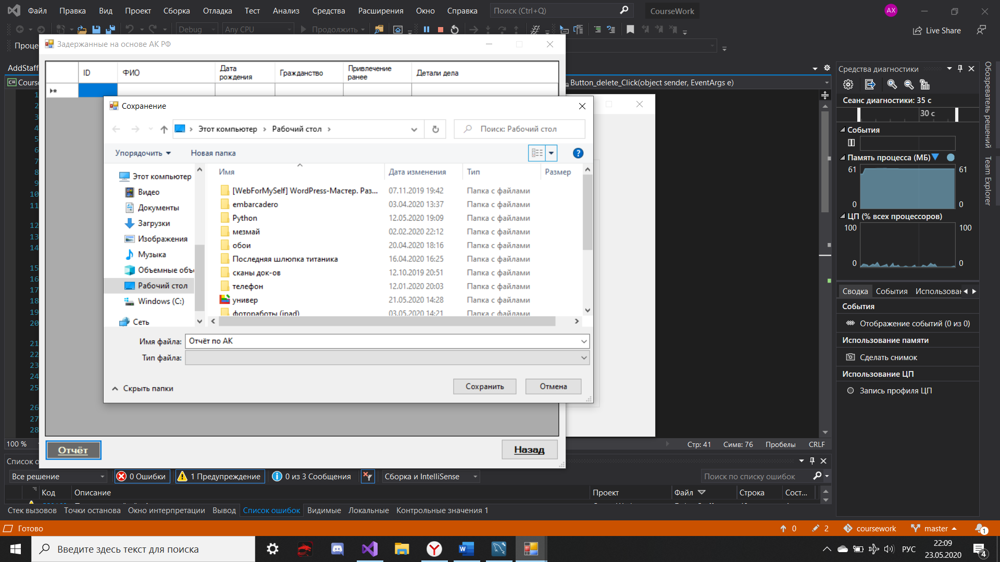 Файл Правка Вид Проект Сборка Отладка Тест Анализ Средства Расширения Окно Справка Поиск (Ctrl+Q) CourseWork AX
Debug Any CPU Продолжить Live Share
Проце
Задержанные на основе АК РФ
AddStaff
Course
Button_delete_Click(object sender, EventArgs e)
ID ФИО Дата рождения Гражданство Привлечение ранее Детали дела
1
2
3
4
5
6
7
8
9
10
11
12
13
14
15
16
17
18
19
20
21
22
23
24
25
26
27
28
Сохранение
Этот компьютер Рабочий стол Поиск: Рабочий стол
Упорядочить Новая папка
Имя Дата изменения Тип Размер
Этот компьютер
Видео
Документы
Загрузки
Изображения
Музыка
Объемные объ
Рабочий стол
Windows (C:)
Сеть
[WebForMySelf] WordPress-Мастер. Раз... 07.11.2019 19:42 Папка с файлами
embarcadero 03.04.2020 13:37 Папка с файлами
Python 12.05.2020 19:09 Папка с файлами
мезмай 02.02.2020 22:12 Папка с файлами
обои 20.04.2020 18:16 Папка с файлами
Последняя шлюпка титаника 16.04.2020 16:25 Папка с файлами
сканы док-ов 12.10.2019 20:51 Папка с файлами
телефон 12.01.2020 20:03 Папка с файлами
универ 21.05.2020 14:28 Папка с файлами
фотоработы (ipad) 03.05.2020 14:21 Папка с файлами
Имя файла: Отчёт по АК
Тип файла:
Скрыть папки Сохранить Отмена
Отчёт Назад
100 % Стр: 41 Симв: 76 Пробелы CRLF
Средства диагностики
Сеанс диагностики: 35 с
30 с
События
Память процесса (МБ)
61 61
0 0
ЦП (% всех процессоров)
100 100
0 0
Сводка События Использован
События
Отображение событий (0 из 0)
Использование памяти
Сделать снимок
Использование ЦП
Запись профиля ЦП
Обозреватель решений
Team Explorer
Список о
Все решение 0 Ошибки 1 Предупреждение 0 из 3 Сообщения Сборка и IntelliSense Поиск по списку ошибок
Код Описание Проект Файл Строка Сост...
Стек вызовов Точки останова Окно интерпретации Вывод Список ошибок Видимые Локальные Контрольные значения 1
Готово 0 2 coursework master 1
Введите здесь текст для поиска РУС 22:09
23.05.2020 4